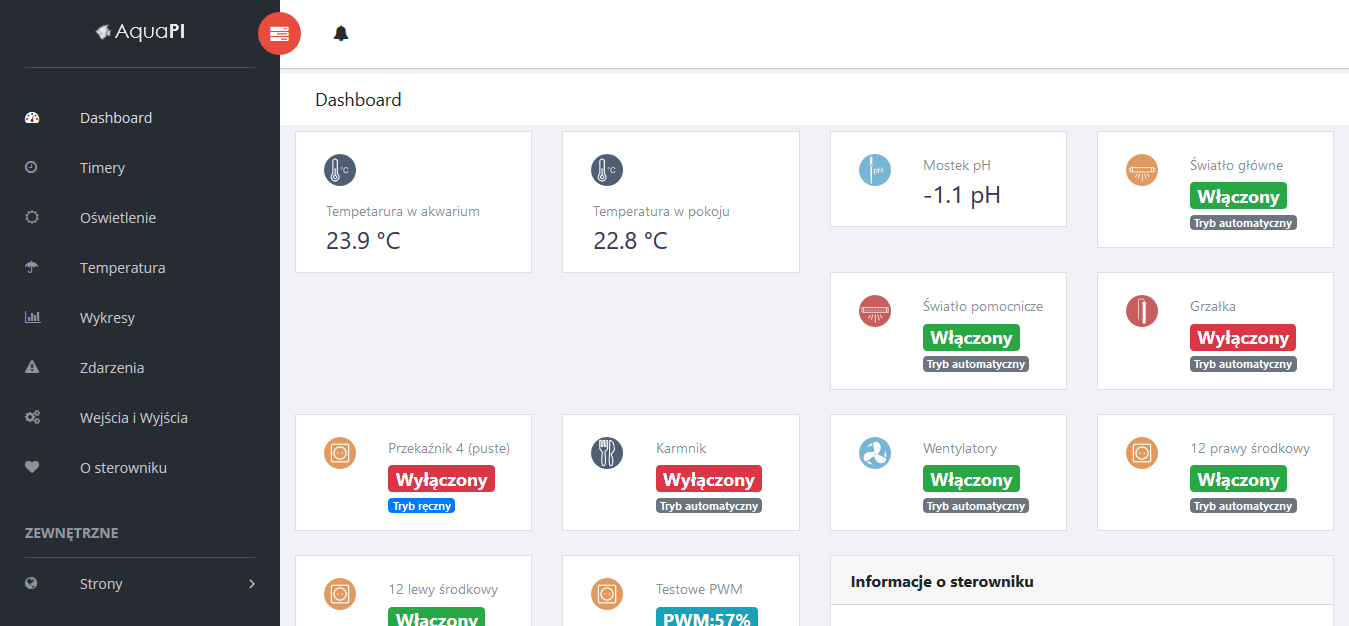 AquaPI
Dashboard
Timery
Oświetlenie
Temperatura
Wykresy
Zdarzenia
Wejścia i Wyjścia
O sterowniku
ZEWNĘTRZNE
Strony
Dashboard
°C
Tempetarura w akwarium
23.9 °C
°C
Temperatura w pokoju
22.8 °C
pH
Mostek pH
-1.1 pH
Światło główne
Włączony
Tryb automatyczny
Światło pomocnicze
Włączony
Tryb automatyczny
Grzałka
Wyłączony
Tryb automatyczny
Przekaźnik 4 (puste)
Wyłączony
Tryb ręczny
Karmnik
Wyłączony
Tryb automatyczny
Wentylatory
Włączony
Tryb automatyczny
12 prawy środkowy
Włączony
Tryb automatyczny
12 lewy środkowy
Włączony
Testowe PWM
PWM:57%
Informacje o sterowniku